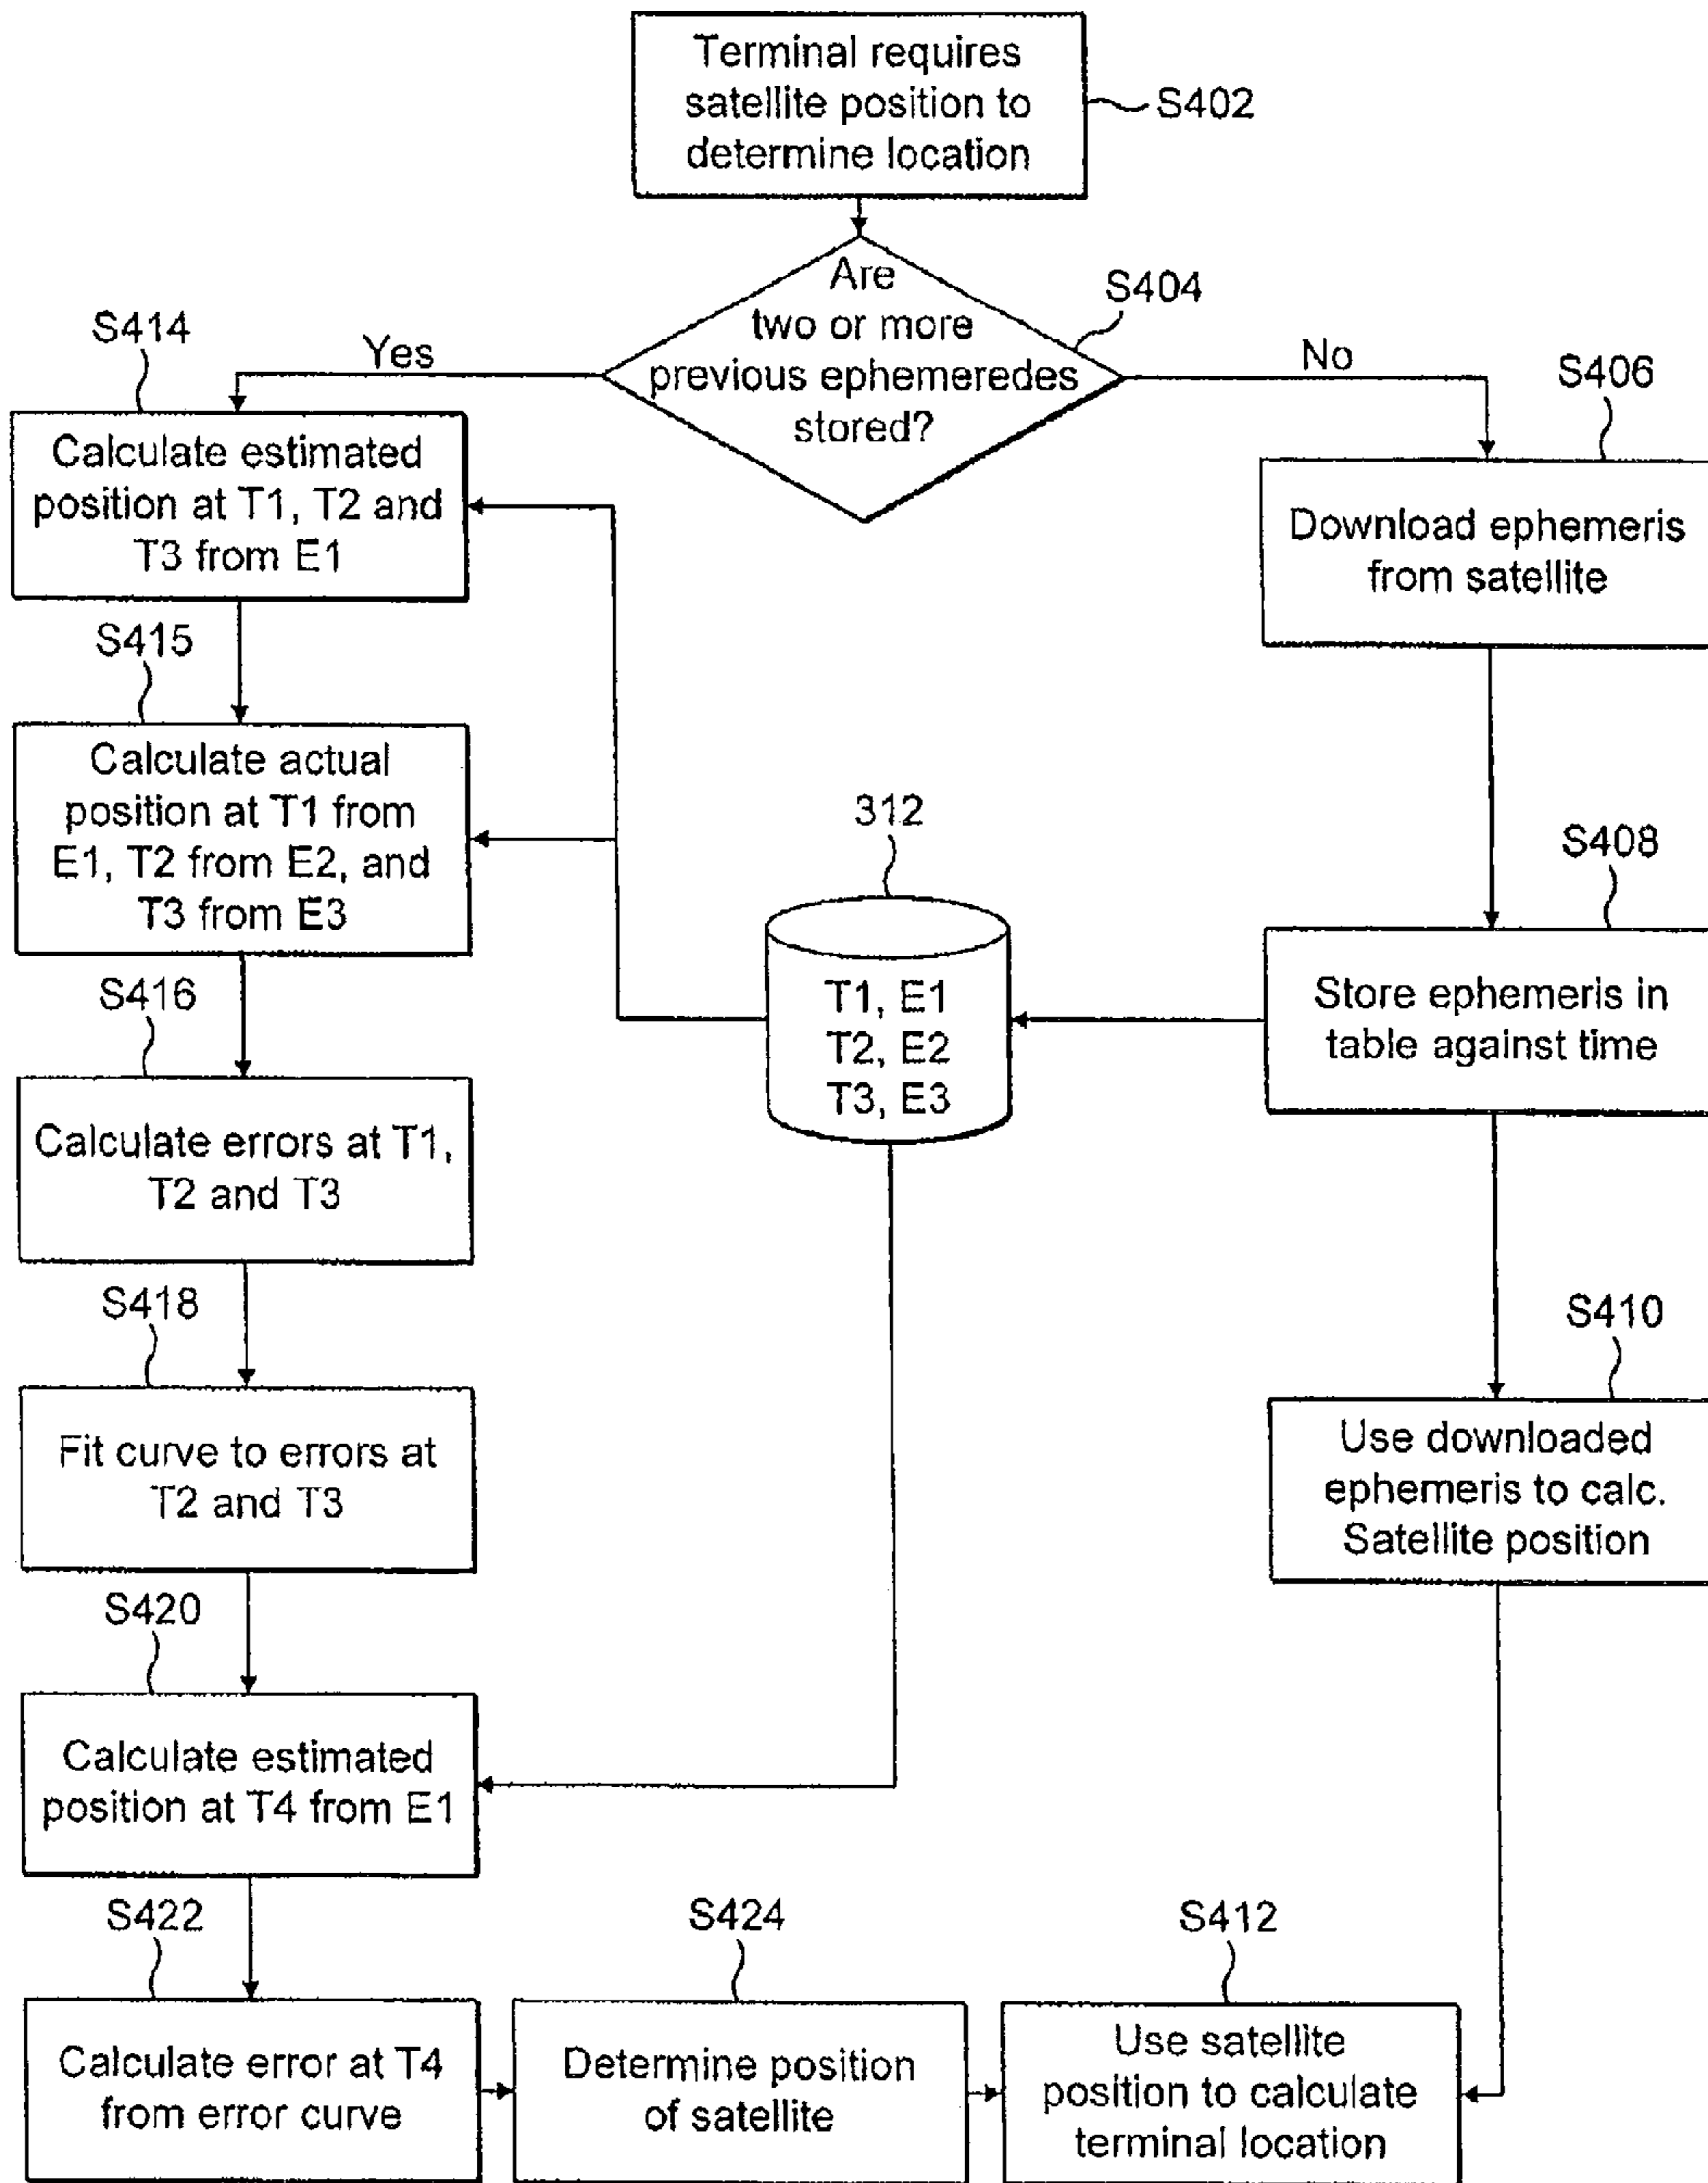 Terminal requires
satellite position to
determine location
S402
Are
two or more
previous ephemeredes
stored?
S404
Yes
No
S414
Calculate estimated
position at T1, T2 and
T3 from E1
S406
Download ephemeris
from satellite
S415
Calculate actual
position at T1 from
E1, T2 from E2, and
T3 from E3
312
T1, E1
T2, E2
T3, E3
S408
Store ephemeris in
table against time
S416
Calculate errors at T1,
T2 and T3
S418
Fit curve to errors at
T2 and T3
S410
Use downloaded
ephemeris to calc.
Satellite position
S420
Calculate estimated
position at T4 from E1
S422
Calculate error at T4
from error curve
S424
Determine position
of satellite
S412
Use satellite
position to calculate
terminal location